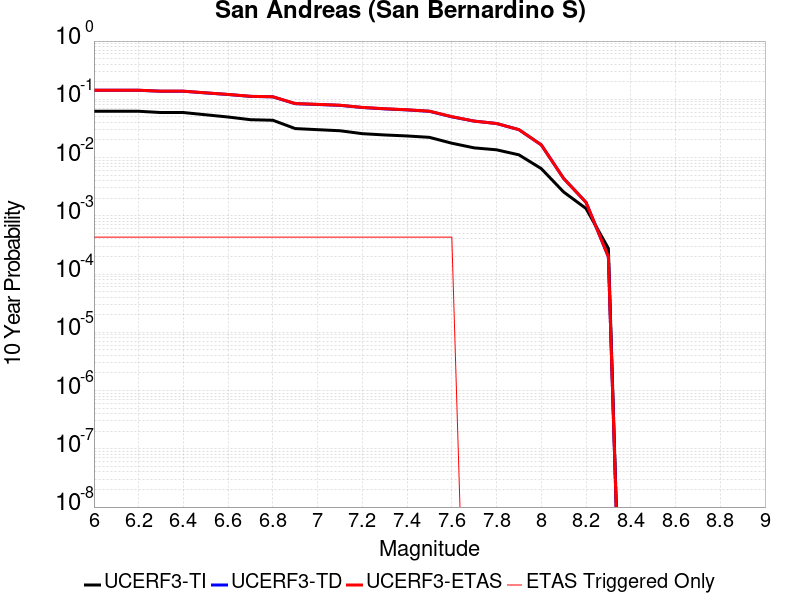 San Andreas (San Bernardino S)
10^0
10^-1
10^-2
10^-3
10^-4
10^-5
10^-6
10^-7
10^-8
10 Year Probability
6 6.2 6.4 6.6 6.8 7 7.2 7.4 7.6 7.8 8 8.2 8.4 8.6 8.8 9
Magnitude
UCERF3-TI UCERF3-TD UCERF3-ETAS ETAS Triggered Only